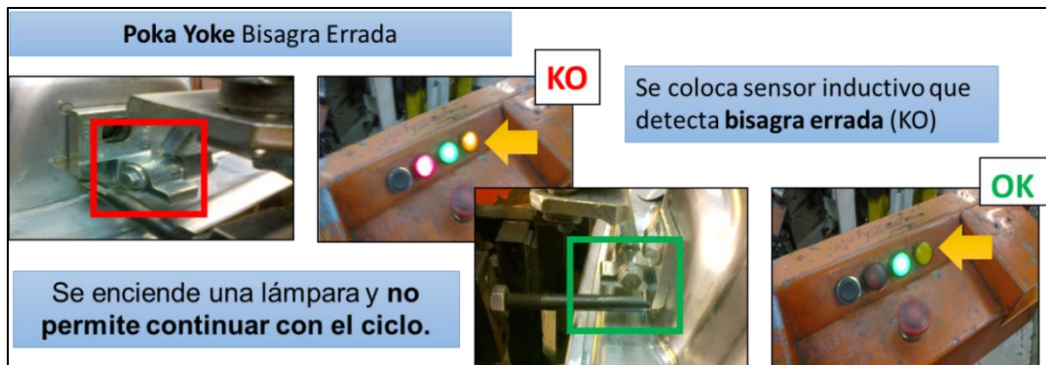 Poka Yoke Bisagra Errada
KO
Se coloca sensor inductivo que
detecta bisagra errada (KO)
OK
Se enciende una lámpara y no
permite continuar con el ciclo.